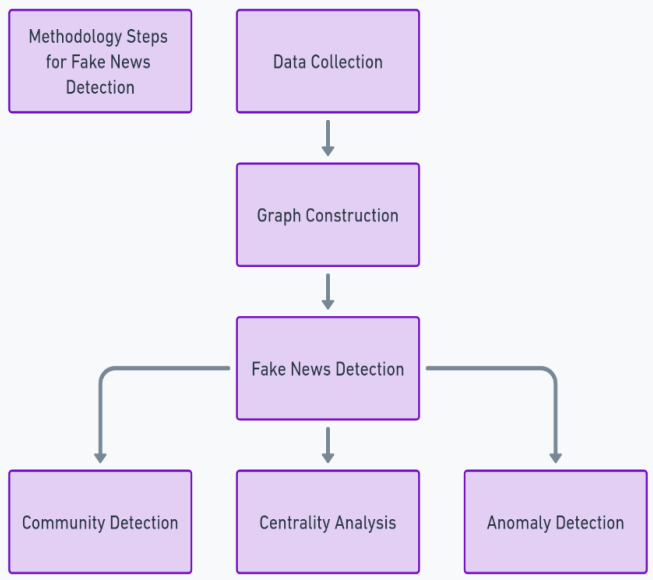 Methodology Steps
for Fake News
Detection
Data Collection
Graph Construction
Fake News Detection
Community Detection
Centrality Analysis
Anomaly Detection